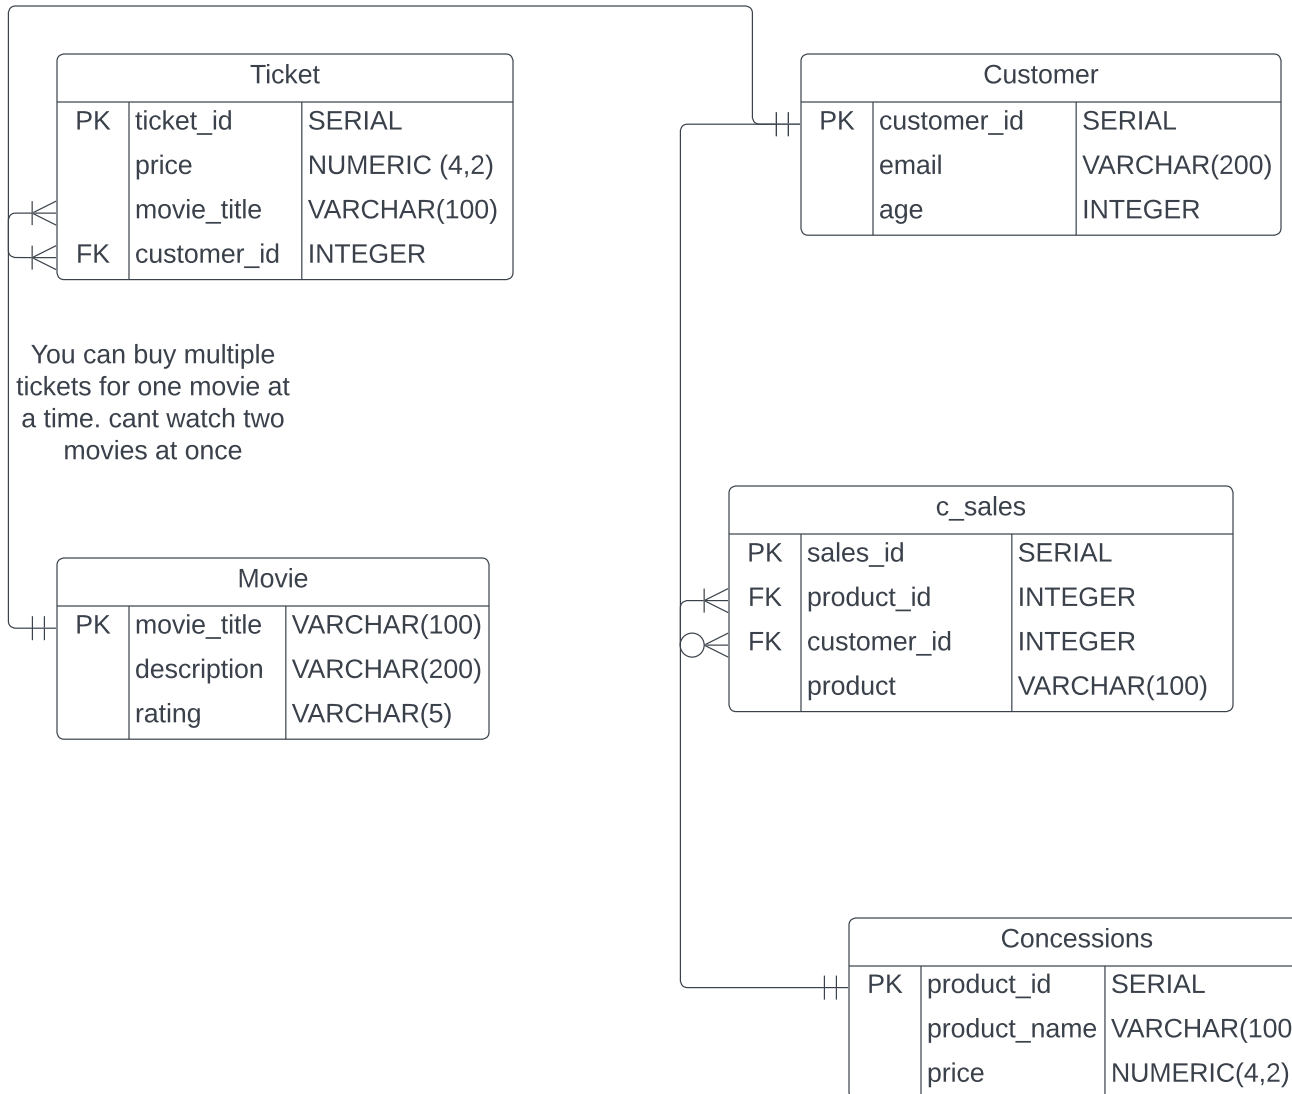 Ticket
PK ticket_id SERIAL
price NUMERIC (4,2)
movie_title VARCHAR(100)
FK customer_id INTEGER
Customer
PK customer_id SERIAL
email VARCHAR(200)
age INTEGER
You can buy multiple
tickets for one movie at
a time. cant watch two
movies at once
Movie
PK movie_title VARCHAR(100)
description VARCHAR(200)
rating VARCHAR(5)
c_sales
PK sales_id SERIAL
FK product_id INTEGER
FK customer_id INTEGER
product VARCHAR(100)
Concessions
PK product_id SERIAL
product_name VARCHAR(100
price NUMERIC(4,2)